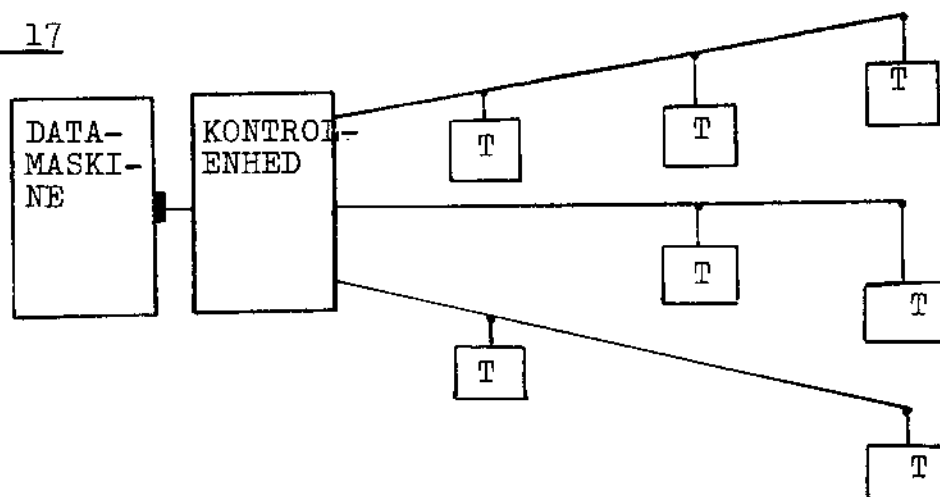 17
DATA-
MASKI-
NE
KONTROL-
ENHED
T
T
T
T
T
T
T